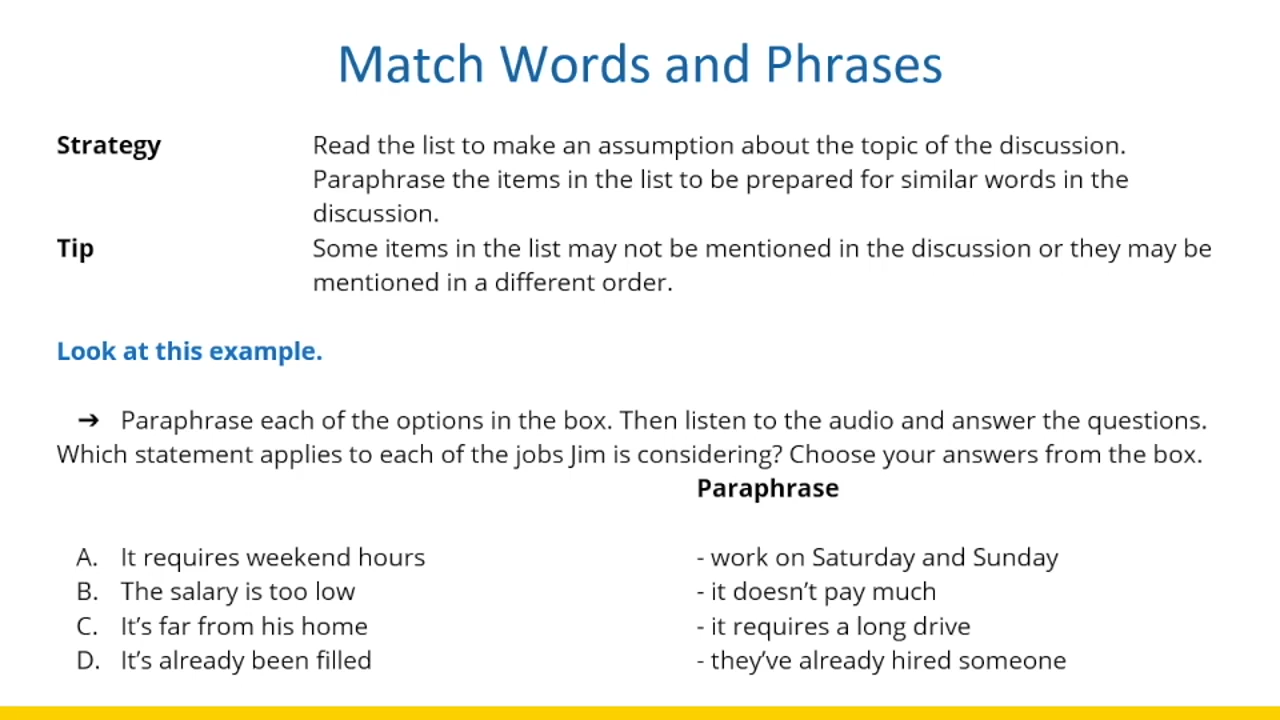 Match Words and Phrases
Strategy Read the list to make an assumption about the topic of the discussion.
Paraphrase the items in the list to be prepared for similar words in the
discussion.
Tip Some items in the list may not be mentioned in the discussion or they may be
mentioned in a different order.
Look at this example.
➔ Paraphrase each of the options in the box. Then listen to the audio and answer the questions.
Which statement applies to each of the jobs Jim is considering? Choose your answers from the box.
Paraphrase
A. It requires weekend hours - work on Saturday and Sunday
B. The salary is too low - it doesn’t pay much
C. It’s far from his home - it requires a long drive
D. It’s already been filled - they’ve already hired someone